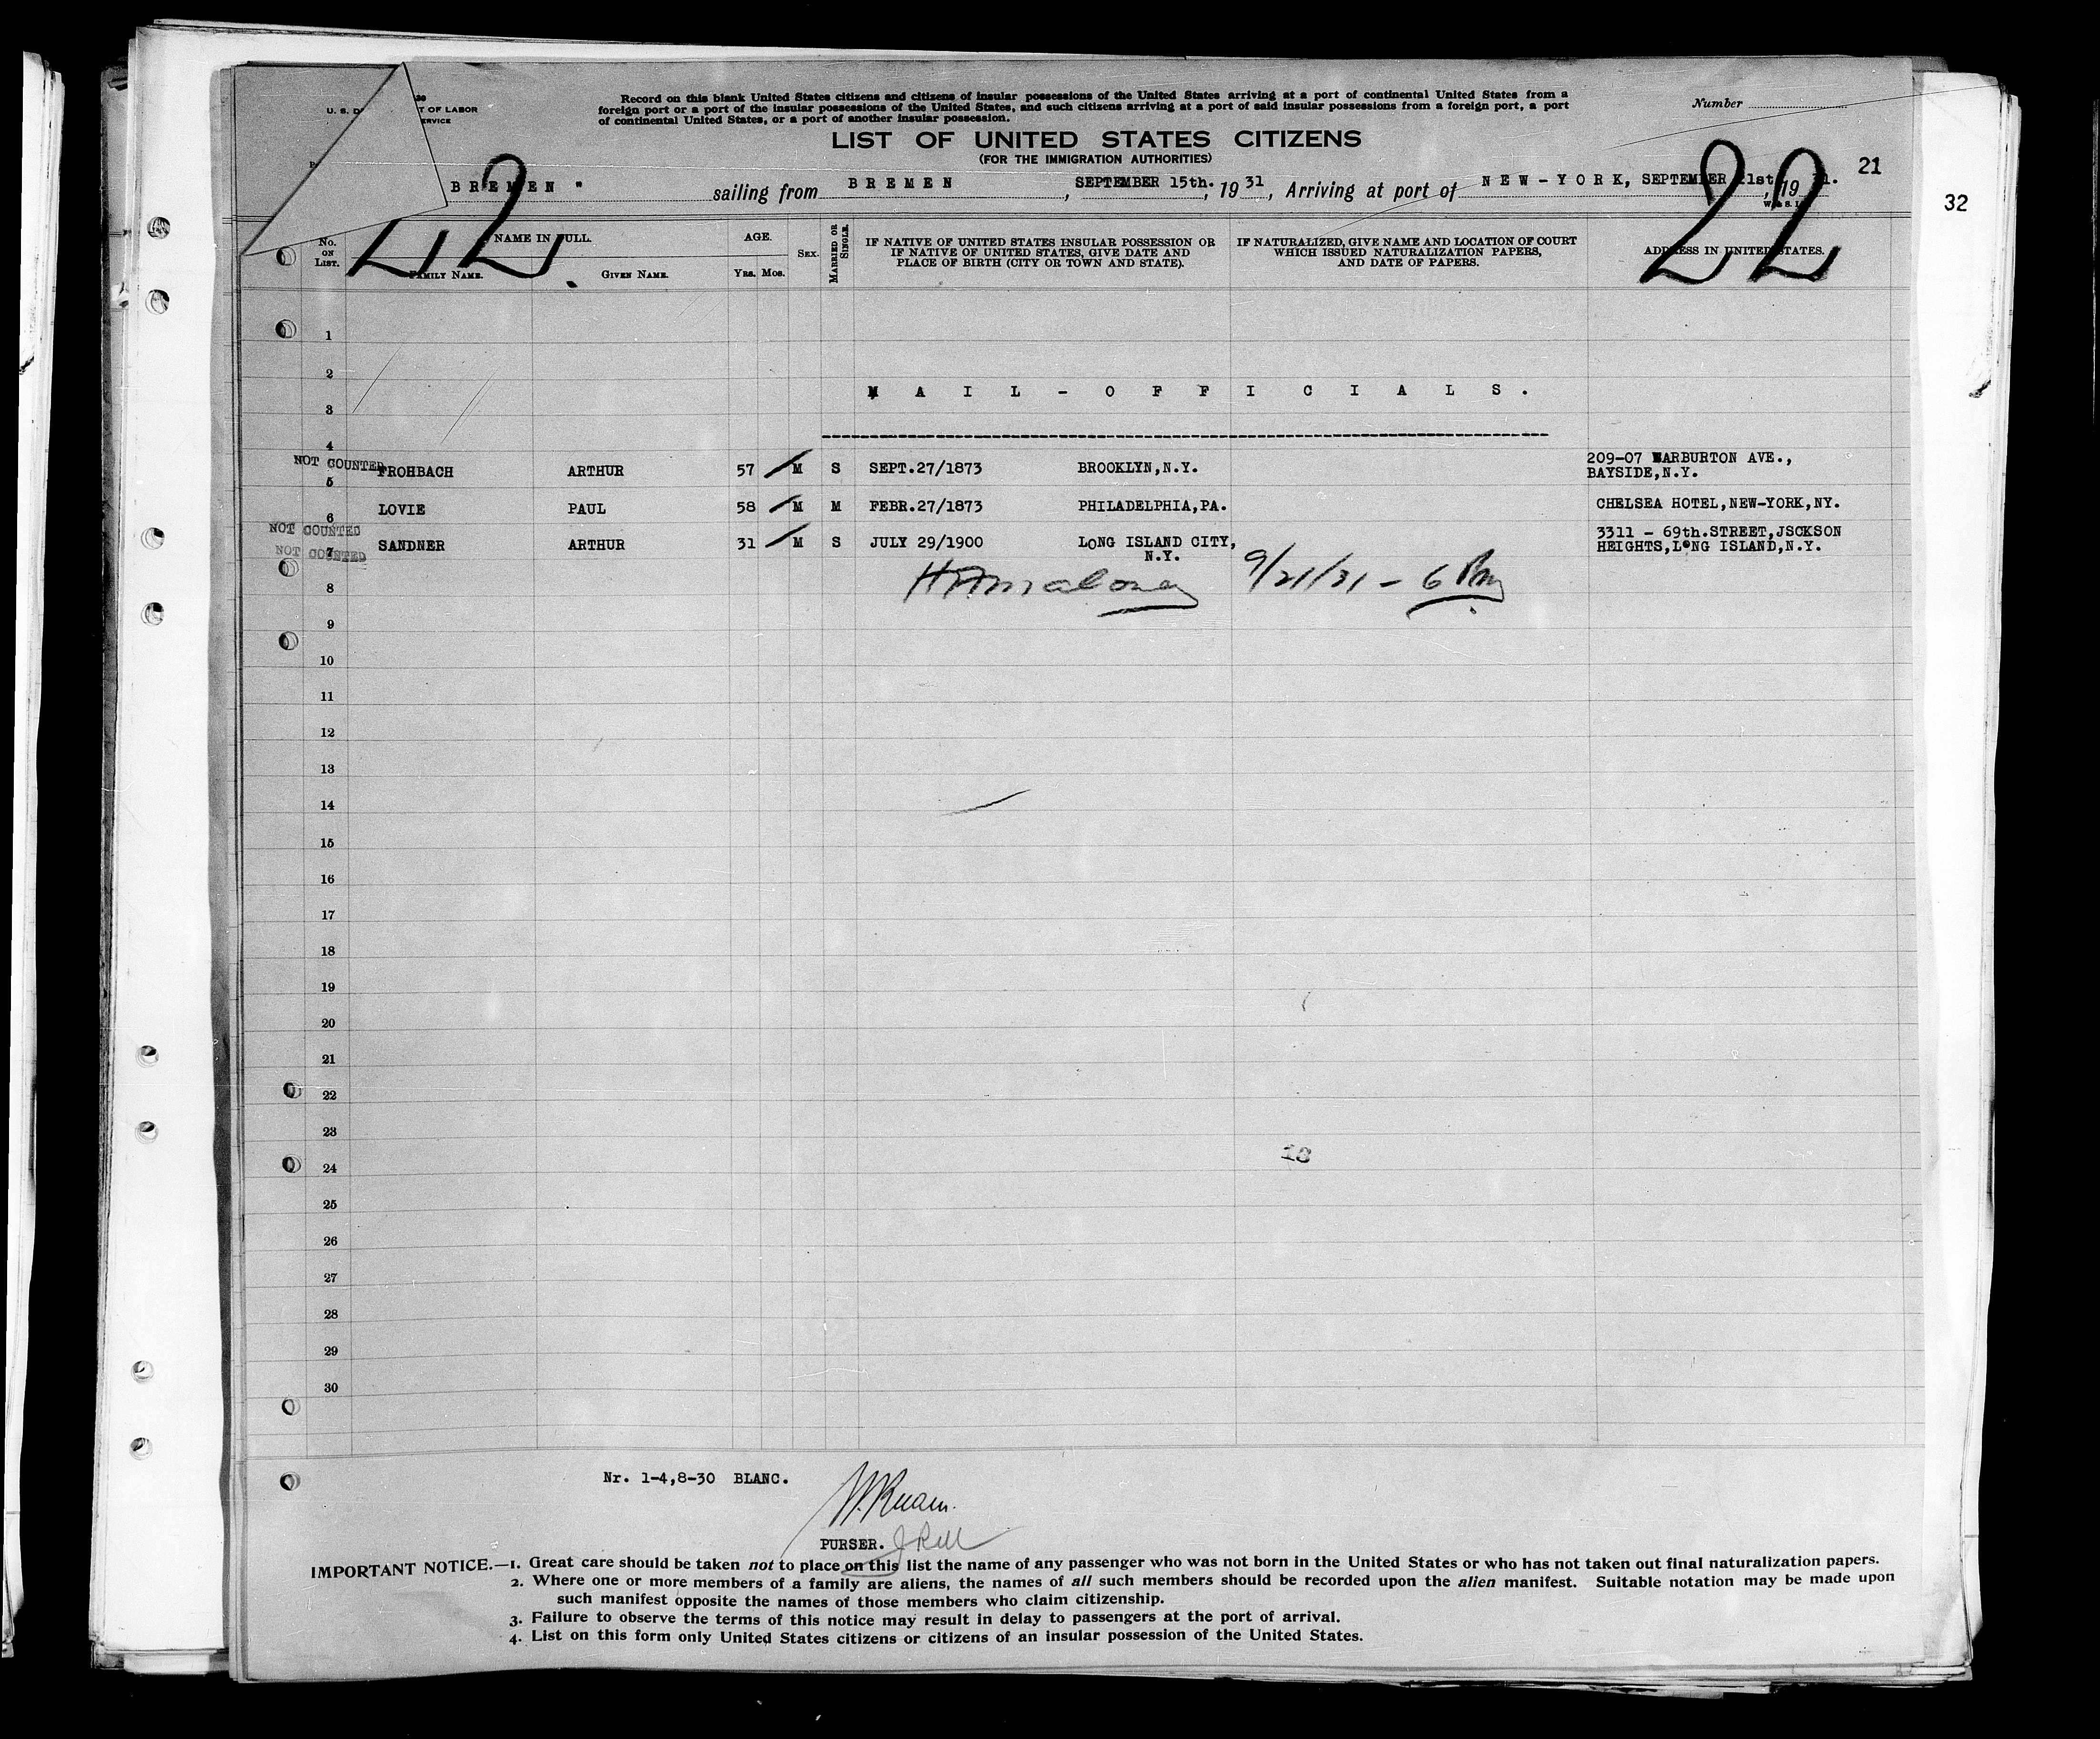 30
U. S. D T OF LABOR
ERVICE
Record on this blank United States citizens and citizens of insular possessions of the United States arriving at a port of continental United States from a
foreign port or a port of the insular possessions of the United States, and such citizens arriving at a port of said insular possessions from a foreign port, a port
of continental United States, or a port of another insular possession.
Number
LIST OF UNITED STATES CITIZENS
(FOR THE IMMIGRATION AUTHORITIES)
21
32
22
BREMEN " sailing from BREMEN, SEPTEMBER 15th., 1931, Arriving at port of NEW-YORK, SEPTEMBER 21st, 1931.
No. ON LIST.
NAME IN FULL.
FAMILY NAME.
GIVEN NAME.
AGE.
YRS. MOS.
SEX.
MARRIED OR SINGLE.
IF NATIVE OF UNITED STATES INSULAR POSSESSION OR
IF NATIVE OF UNITED STATES, GIVE DATE AND
PLACE OF BIRTH (CITY OR TOWN AND STATE).
IF NATURALIZED, GIVE NAME AND LOCATION OF COURT
WHICH ISSUED NATURALIZATION PAPERS,
AND DATE OF PAPERS.
ADDRESS IN UNITED STATES.
1
2
MAIL-OFFICIALS.
3
4
NOT COUNTED
5 FROHBACH ARTHUR 57 M S SEPT.27/1873 BROOKLYN,N.Y. 209-07 WARBURTON AVE.,
BAYSIDE,N.Y.
6 LOVIE PAUL 58 M M FEBR.27/1873 PHILADELPHIA,PA. CHELSEA HOTEL,NEW-YORK,NY.
NOT COUNTED
7 SANDNER ARTHUR 31 M S JULY 29/1900 LONG ISLAND CITY,
N.Y. 3311 - 69th.STREET,JSCKSON
HEIGHTS,LONG ISLAND,N.Y.
NOT COUNTED
8 Maloney 9/21/31 - 6 Pm
9
10
11
12
13
14
15
16
17
18
19
20
21
22
23
24
25
26
27
28
29
30
Nr. 1-4,8-30 BLANC.
PURSER.
IMPORTANT NOTICE.—1. Great care should be taken not to place on this list the name of any passenger who was not born in the United States or who has not taken out final naturalization papers.
2. Where one or more members of a family are aliens, the names of all such members should be recorded upon the alien manifest. Suitable notation may be made upon
such manifest opposite the names of those members who claim citizenship.
3. Failure to observe the terms of this notice may result in delay to passengers at the port of arrival.
4. List on this form only United States citizens or citizens of an insular possession of the United States.